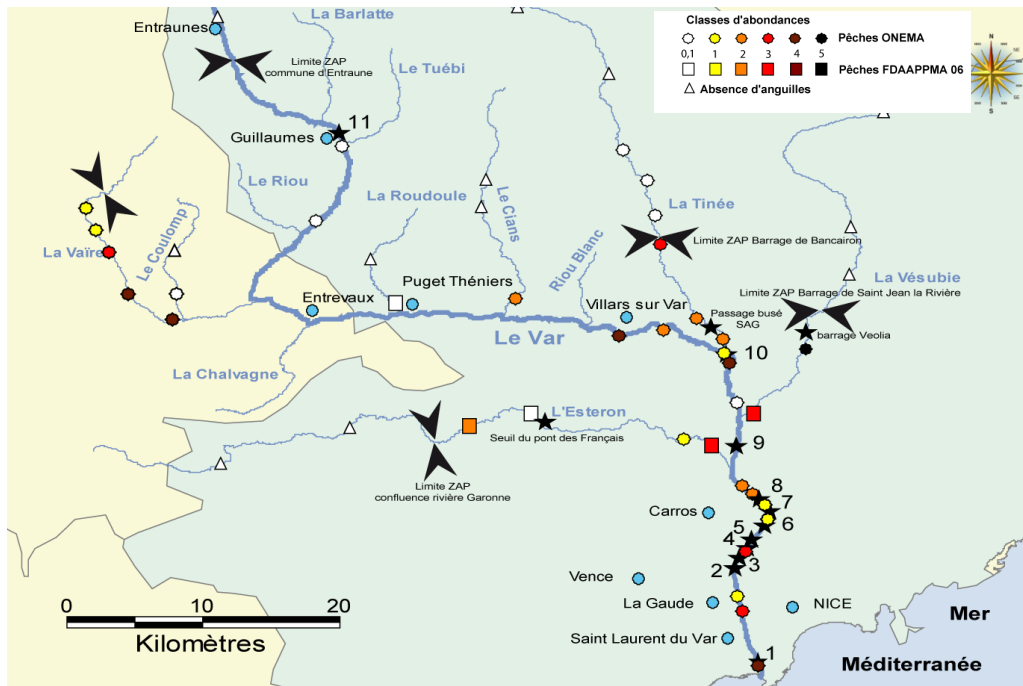 Entraunes
La Barlatte
Limite ZAP
commune d'Entraune
Le Tuébi
Classes d'abondances
Pêches ONEMA
0,1 1 2 3 4 5
Pêches FDAAPPMA 06
Absence d'anguilles
N
S
11
Guillaumes
Le Riou
La Roudoule
Le Cians
La Tinée
Limite ZAP Barrage de Bancairon
La Vaïre
Le Coulomp
Riou Blanc
La Vésubie
Limite ZAP Barrage de Saint Jean la Rivière
Puget Théniers
Entrevaux
Villars sur Var
Passage busé
SAG
barrage Veolia
Le Var
10
La Chalvagne
L'Esteron
Seuil du pont des Français
9
Limite ZAP
confluence rivière Garonne
8
7
6
Carros
5
4
3
2
Vence
La Gaude
NICE
Saint Laurent du Var
1
0 10 20
Kilomètres
Mer
Méditerranée